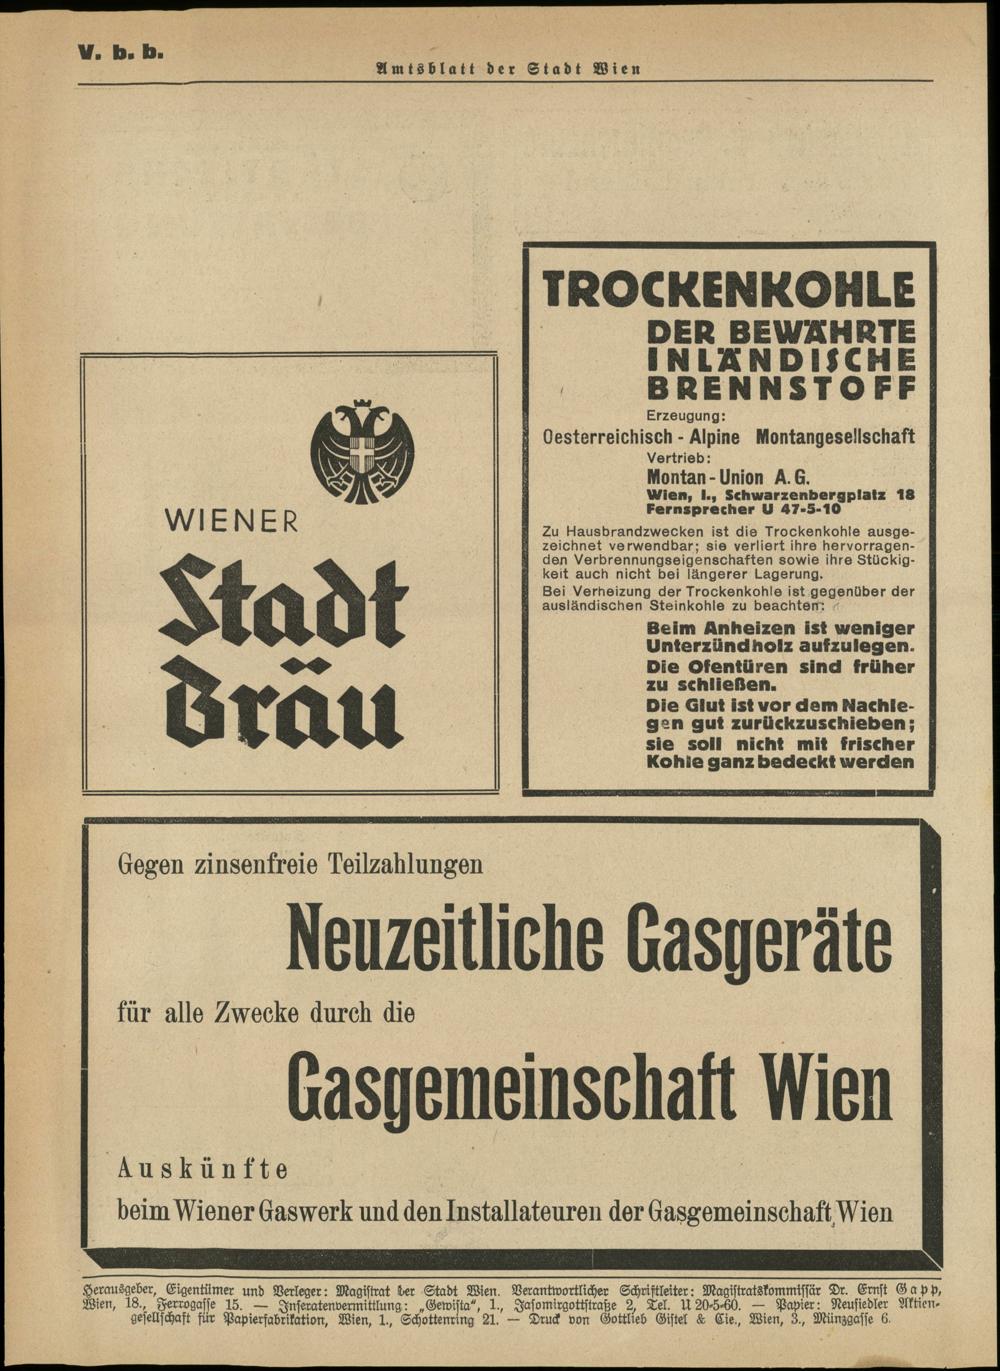 V. b. b.
Amtsblatt der Stadt Wien
WIENER
Stadt
Bräu
TROCKENKOHLE
DER BEWÄHRTE
INLÄNDISCHE
BRENNSTOFF
Erzeugung:
Oesterreichisch - Alpine Montangesellschaft
Vertrieb:
Montan - Union A. G.
Wien, I., Schwarzenbergplatz 18
Fernsprecher U 47-5-10
Zu Hausbrandzwecken ist die Trockenkohle ausge-
zeichnet verwendbar; sie verliert ihre hervorragen-
den Verbrennungseigenschaften sowie ihre Stückig-
keit auch nicht bei längerer Lagerung.
Bei Verheizung der Trockenkohle ist gegenüber der
ausländischen Steinkohle zu beachten:
Beim Anheizen ist weniger
Unterzündholz aufzulegen.
Die Ofentüren sind früher
zu schließen.
Die Glut ist vor dem Nachle-
gen gut zurückzuschieben;
sie soll nicht mit frischer
Kohle ganz bedeckt werden
Gegen zinsenfreie Teilzahlungen
Neuzeitliche Gasgeräte
für alle Zwecke durch die
Gasgemeinschaft Wien
Auskünfte
beim Wiener Gaswerk und den Installateuren der Gasgemeinschaft Wien
Herausgeber, Eigentümer und Verleger: Magistrat der Stadt Wien. Verantwortlicher Schriftleiter: Magistratskommissär Dr. Ernst Gapp,
Wien, 18., Ferrogasse 15. — Inseratenvermittlung: „Gewista", 1., Jasomirgottstraße 2, Tel. U 20-5-60. — Papier: Neusiedler Aktien-
gesellschaft für Papierfabrikation, Wien, 1., Schottenring 21. — Druck von Gottlieb Gistel & Cie., Wien, 3., Münzgasse 6.